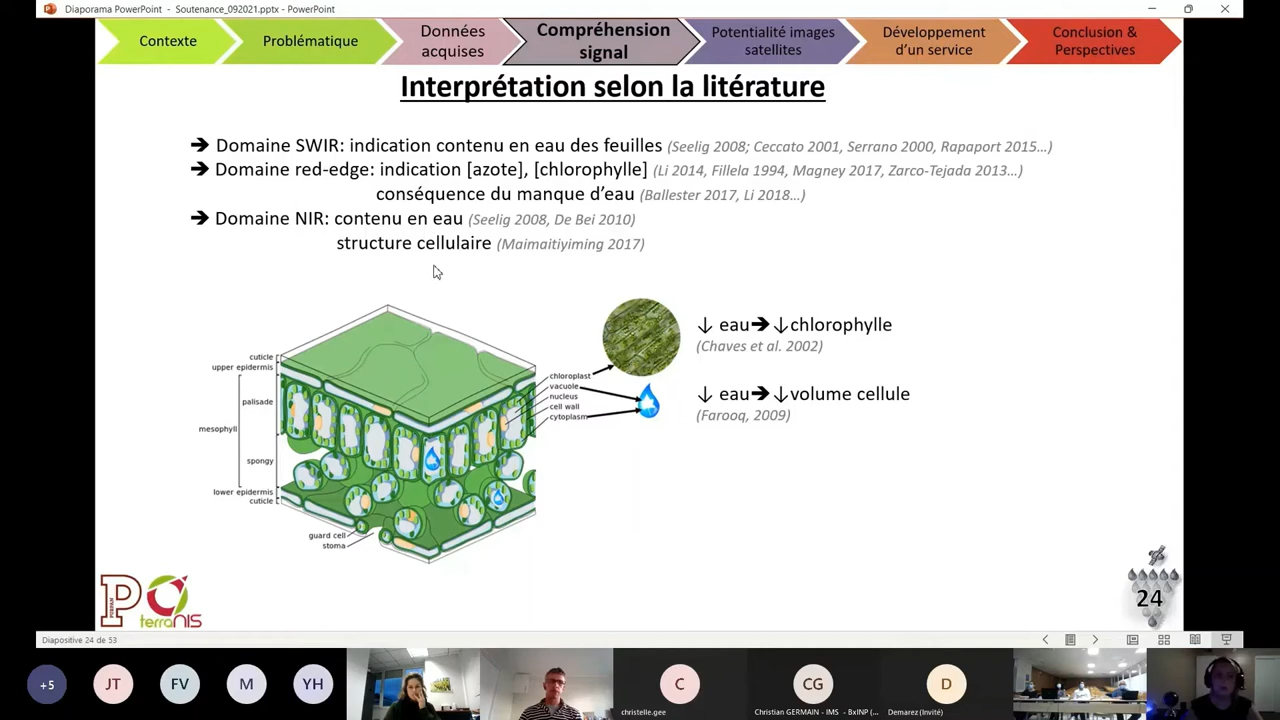 Diaporama PowerPoint - Soutenance_092021.pptx - PowerPoint
Contexte
Problématique
Données
acquises
Compréhension
signal
Potentialité images
satellites
Développement
d'un service
Conclusion &
Perspectives
Interprétation selon la litérature
➔ Domaine SWIR: indication contenu en eau des feuilles (Seelig 2008; Ceccato 2001, Serrano 2000, Rapaport 2015…)
➔ Domaine red-edge: indication [azote], [chlorophylle] (Li 2014, Fillela 1994, Magney 2017, Zarco-Tejada 2013…)
conséquence du manque d'eau (Ballester 2017, Li 2018…)
➔ Domaine NIR: contenu en eau (Seelig 2008, De Bei 2010)
structure cellulaire (Maimaitiyiming 2017)
cuticle
upper epidermis
palisade
mesophyll
spongy
lower epidermis
cuticle
guard cell
stoma
chloroplast
vacuole
nucleus
cell wall
cytoplasm
↓ eau➔↓chlorophylle
(Chaves et al. 2002)
↓ eau➔↓volume cellule
(Farooq, 2009)
P
PURPAN
terraNIS
24
Diapositive 24 de 53
+5
JT
FV
M
YH
C
christelle.gee
CG
Christian GERMAIN - IMS - BxINP (...
D
Demarez (Invité)